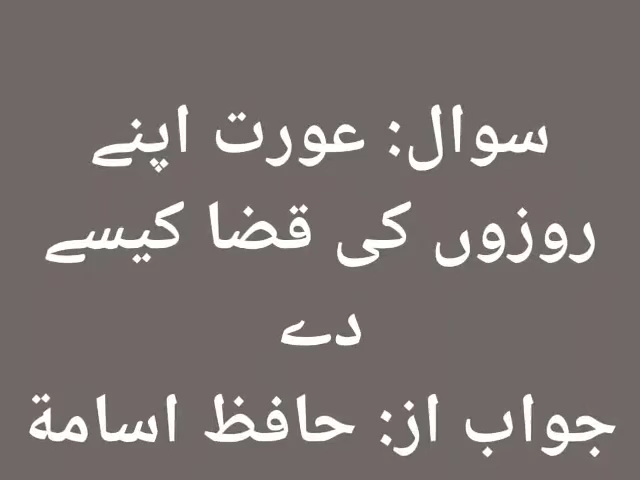 سوال: عورت اپنے
روزوں کی قضا کیسے
دے
جواب از: حافظ اسامة